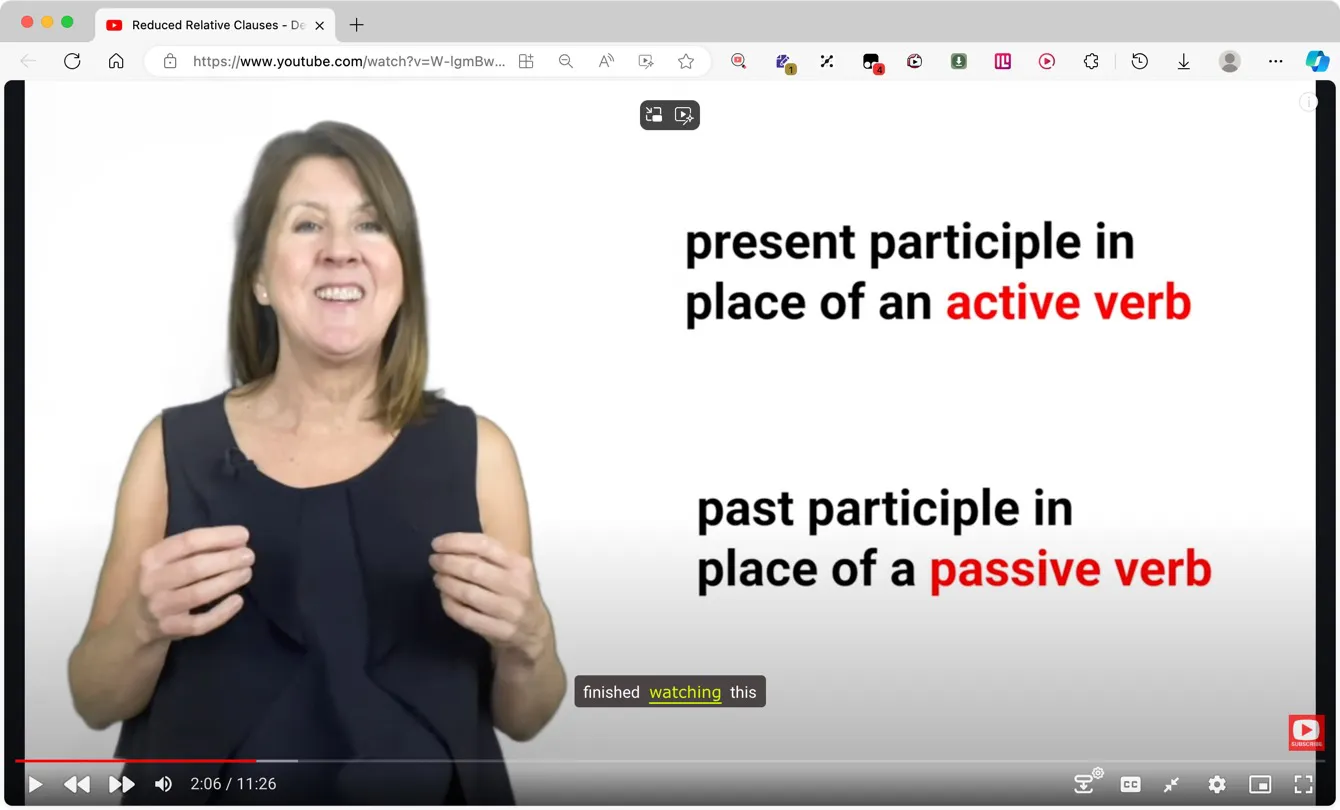 Reduced Relative Clauses - De
https://www.youtube.com/watch?v=W-IgmBw...
1
4
present participle in
place of an active verb
past participle in
place of a passive verb
finished watching this
SUBSCRIBE
2:06 / 11:26
CC